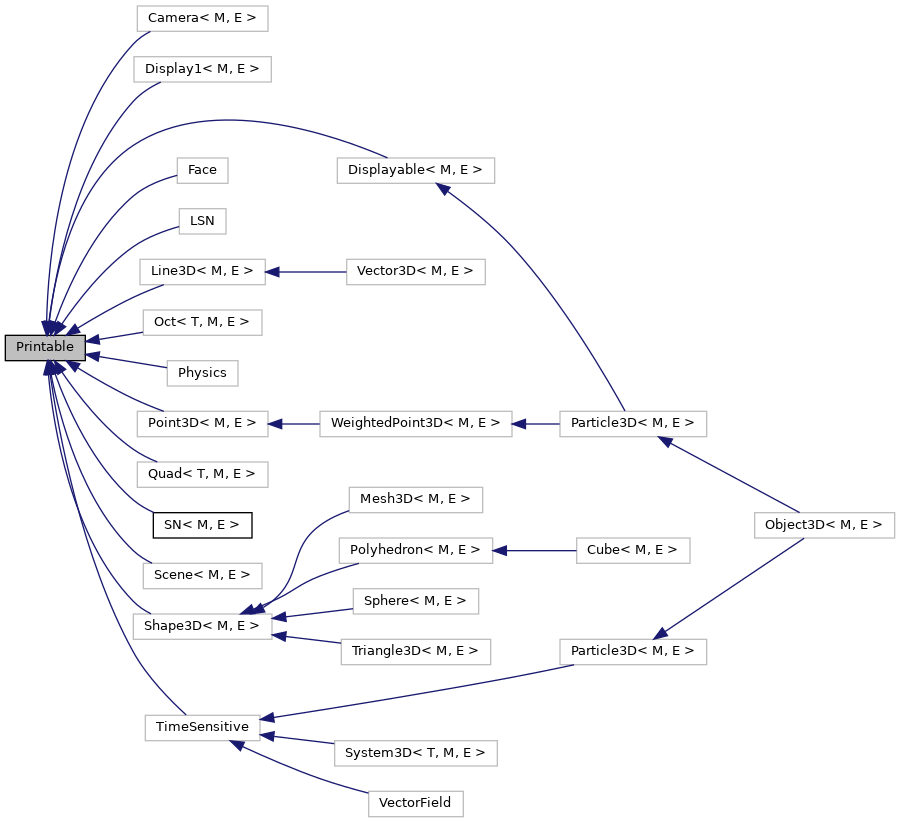 Camera< M, E >
Display1< M, E >
Displayable< M, E >
Face
LSN
Line3D< M, E >
Vector3D< M, E >
Oct< T, M, E >
Printable
Physics
Point3D< M, E >
WeightedPoint3D< M, E >
Particle3D< M, E >
Quad< T, M, E >
Mesh3D< M, E >
SN< M, E >
Object3D< M, E >
Polyhedron< M, E >
Cube< M, E >
Scene< M, E >
Sphere< M, E >
Shape3D< M, E >
Triangle3D< M, E >
Particle3D< M, E >
TimeSensitive
System3D< T, M, E >
VectorField